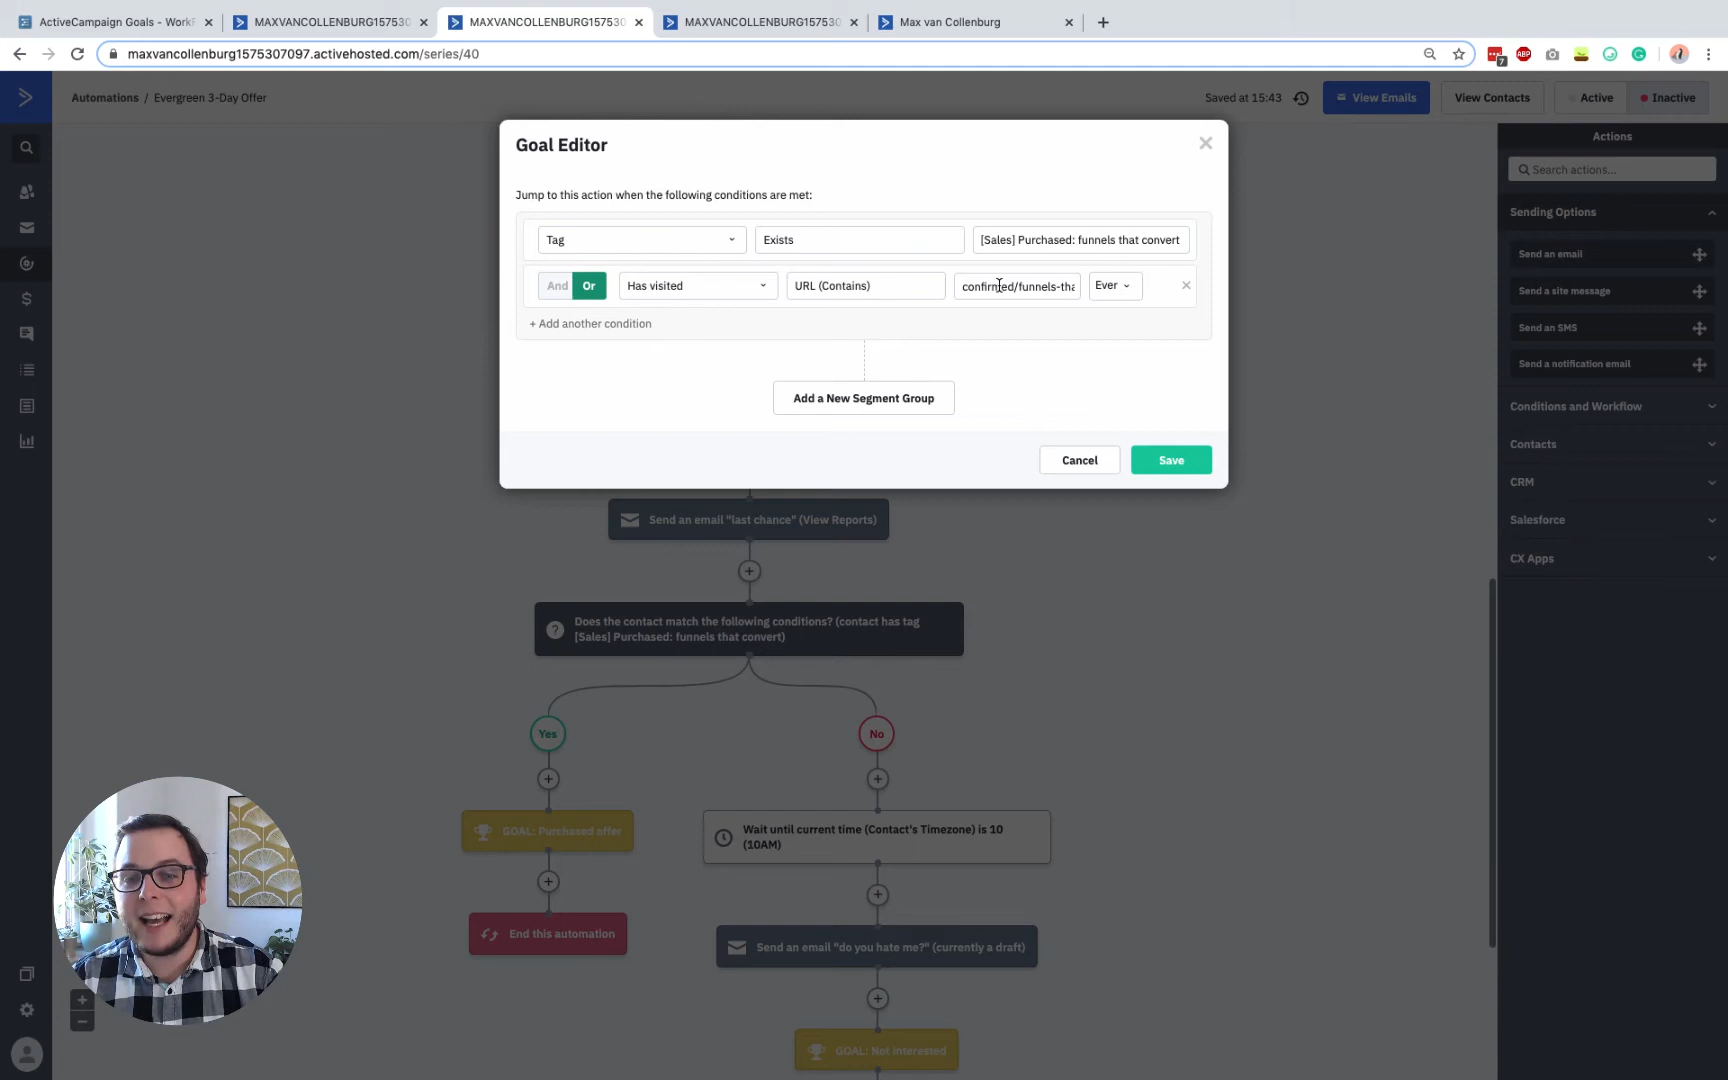 ActiveCampaign Goals - WorkF
MAXVANCOLLENBURG1575307
MAXVANCOLLENBURG1575307
MAXVANCOLLENBURG1575307
Max van Collenburg
maxvancollenburg1575307097.activehosted.com/series/40
ABP
7
Automations / Evergreen 3-Day Offer
Saved at 15:43
View Emails
View Contacts
Active
Inactive
Goal Editor
Jump to this action when the following conditions are met:
Tag
Exists
[Sales] Purchased: funnels that convert
And
Or
Has visited
URL (Contains)
confirmed/funnels-tha
Ever
+ Add another condition
Add a New Segment Group
Cancel
Save
Actions
Search actions...
Sending Options
Send an email
Send a site message
Send an SMS
Send a notification email
Conditions and Workflow
Contacts
CRM
Salesforce
CX Apps
Send an email "last chance" (View Reports)
Does the contact match the following conditions? (contact has tag
[Sales] Purchased: funnels that convert)
Yes
No
GOAL: Purchased offer
End this automation
Wait until current time (Contact's Timezone) is 10
(10AM)
Send an email "do you hate me?" (currently a draft)
GOAL: Not interested